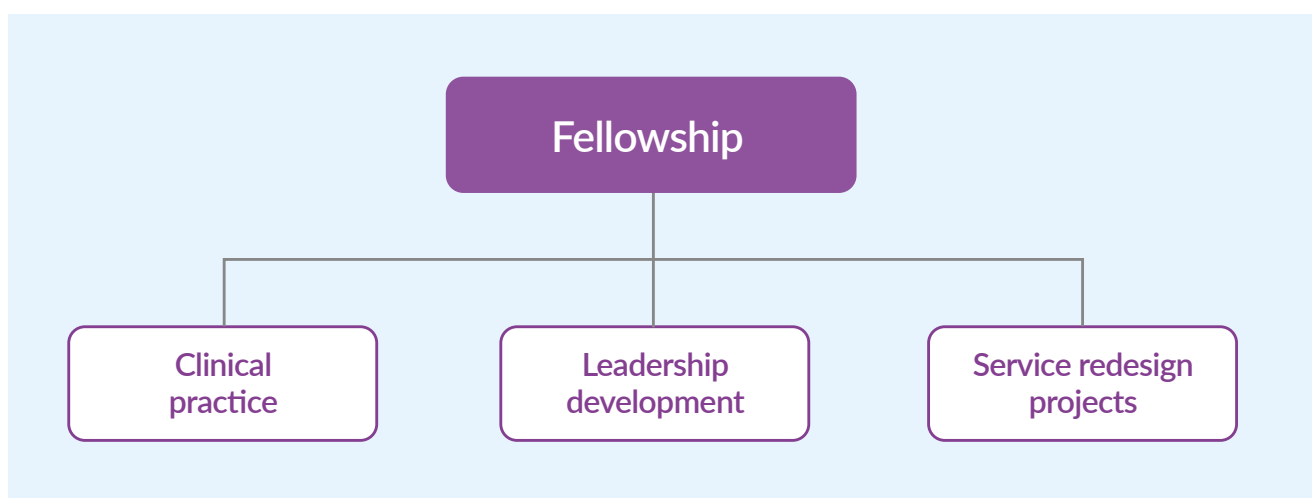 Fellowship
Clinical
practice
Leadership
development
Service redesign
projects